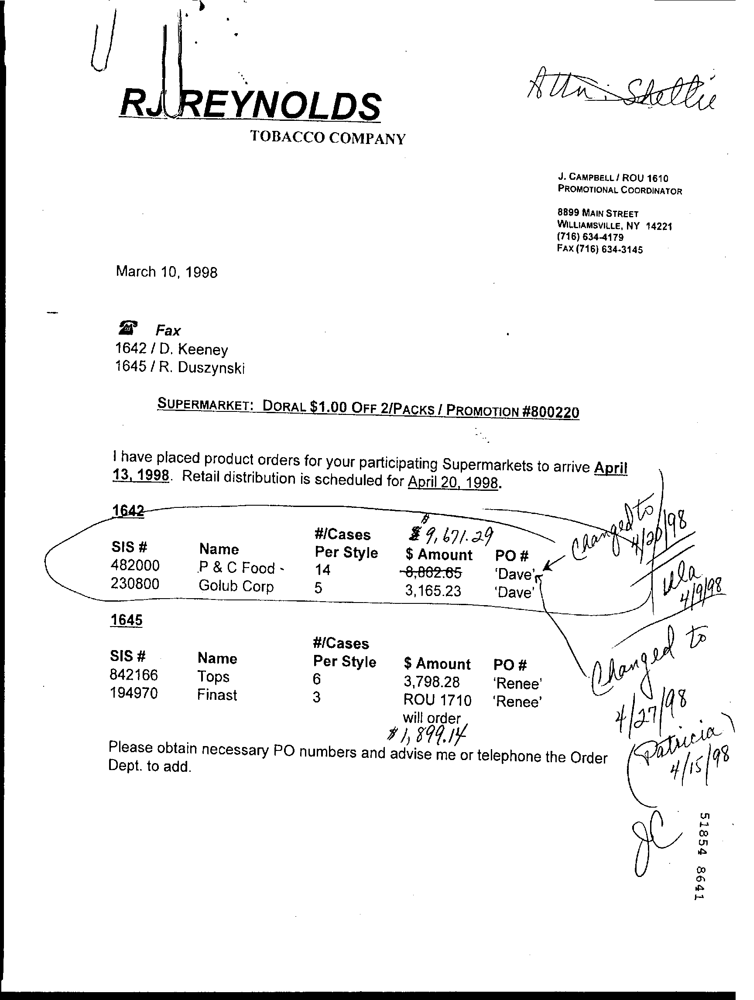 Attn: Shellie
RJREYNOLDS
TOBACCO COMPANY
J. CAMPBELL / ROU 1610
PROMOTIONAL COORDINATOR
8899 MAIN STREET
WILLIAMSVILLE, NY 14221
(716) 634-4179
FAX (716) 634-3145
March 10, 1998
☎ Fax
1642 / D. Keeney
1645 / R. Duszynski
SUPERMARKET: DORAL $1.00 OFF 2/PACKS / PROMOTION #800220
I have placed product orders for your participating Supermarkets to arrive April
13, 1998. Retail distribution is scheduled for April 20, 1998.
1642
$9,671.29
Changed to
4/20/98
SIS # Name #/Cases Per Style $ Amount PO #
482000 P & C Food - 14 8,862.65 'Dave'
230800 Golub Corp 5 3,165.23 'Dave'
4/9/98
1645
SIS # Name #/Cases Per Style $ Amount PO #
842166 Tops 6 3,798.28 'Renee'
194970 Finast 3 ROU 1710 'Renee'
will order
$1,899.14
Changed to
4/27/98
(Patricia)
4/15/98
Please obtain necessary PO numbers and advise me or telephone the Order
Dept. to add.
JC
51854 8641